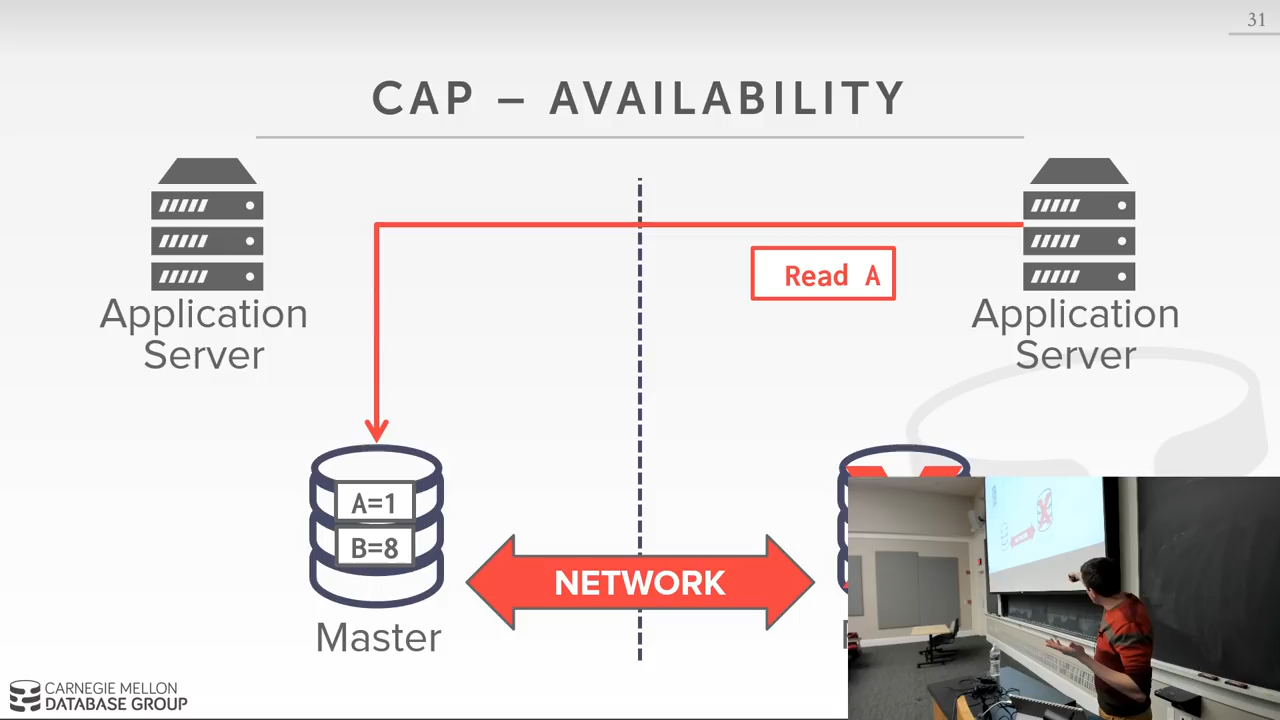 31
CAP – AVAILABILITY
Read A
Application
Server
Application
Server
A=1
B=8
NETWORK
Master
CARNEGIE MELLON
DATABASE GROUP